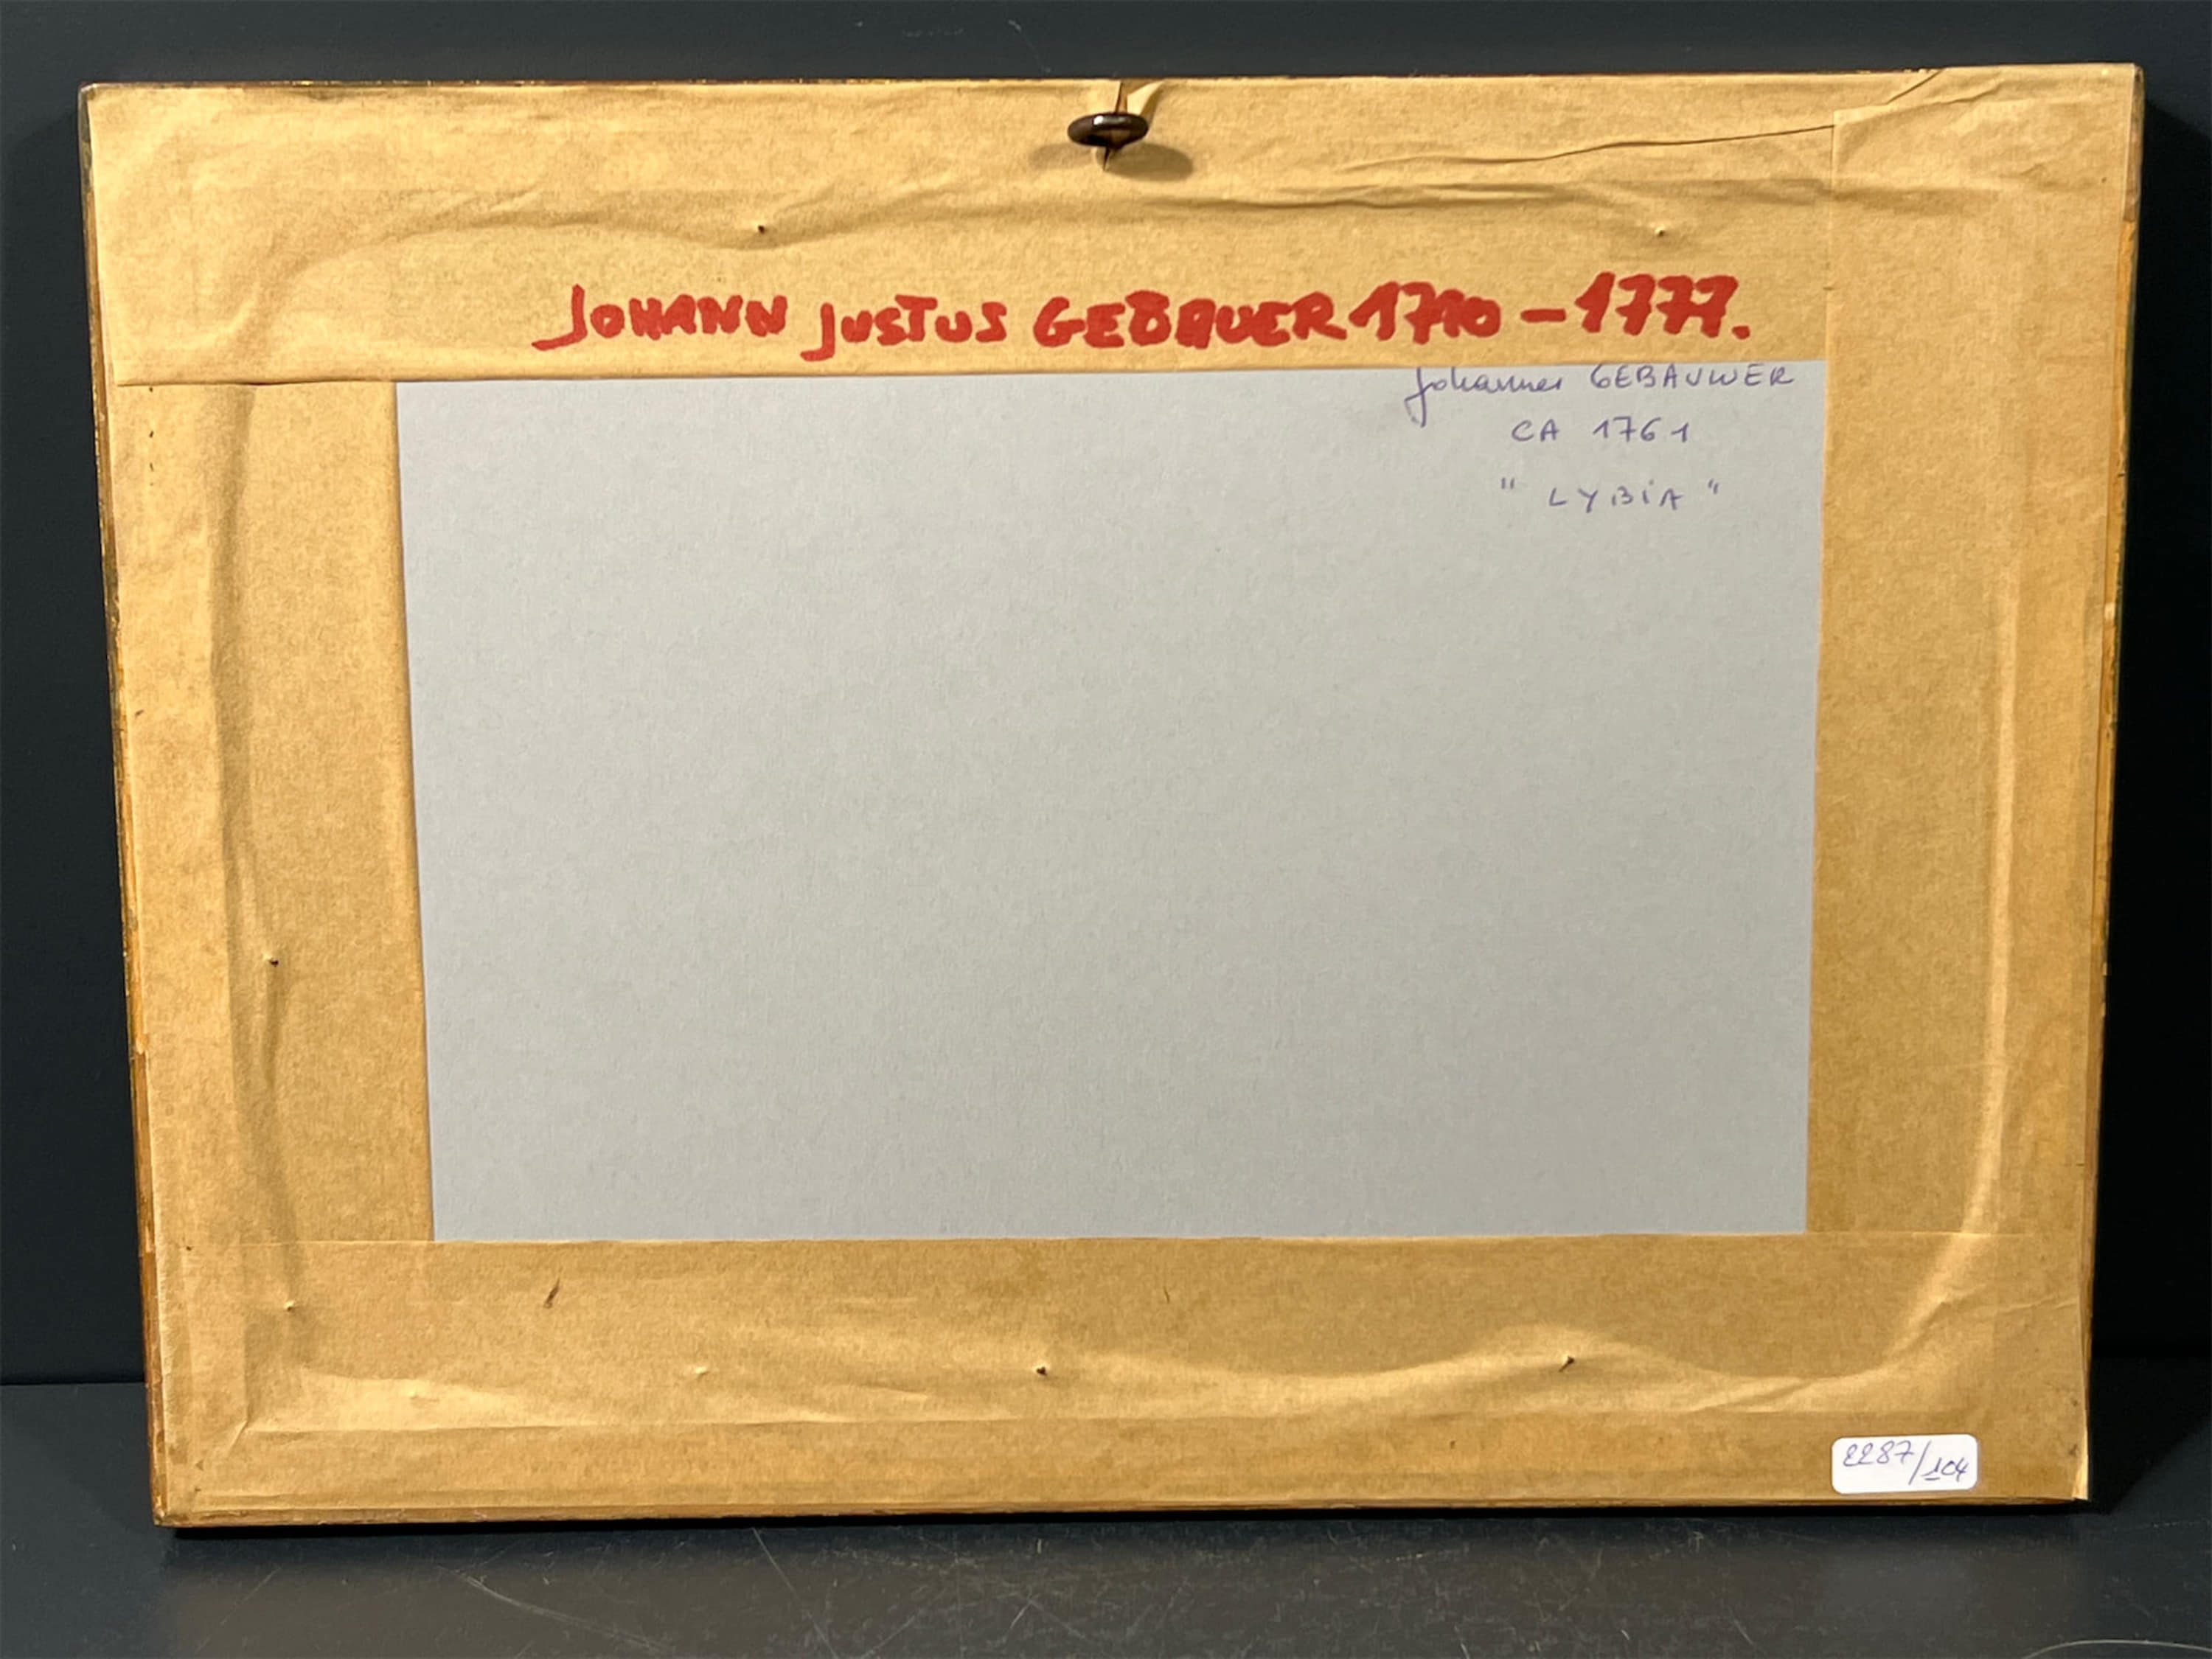 JOHANN JUSTUS GEBAUER 1710 – 1777.
Johannes GEBAUWER
CA 1761
" LYBiA "
2287/104